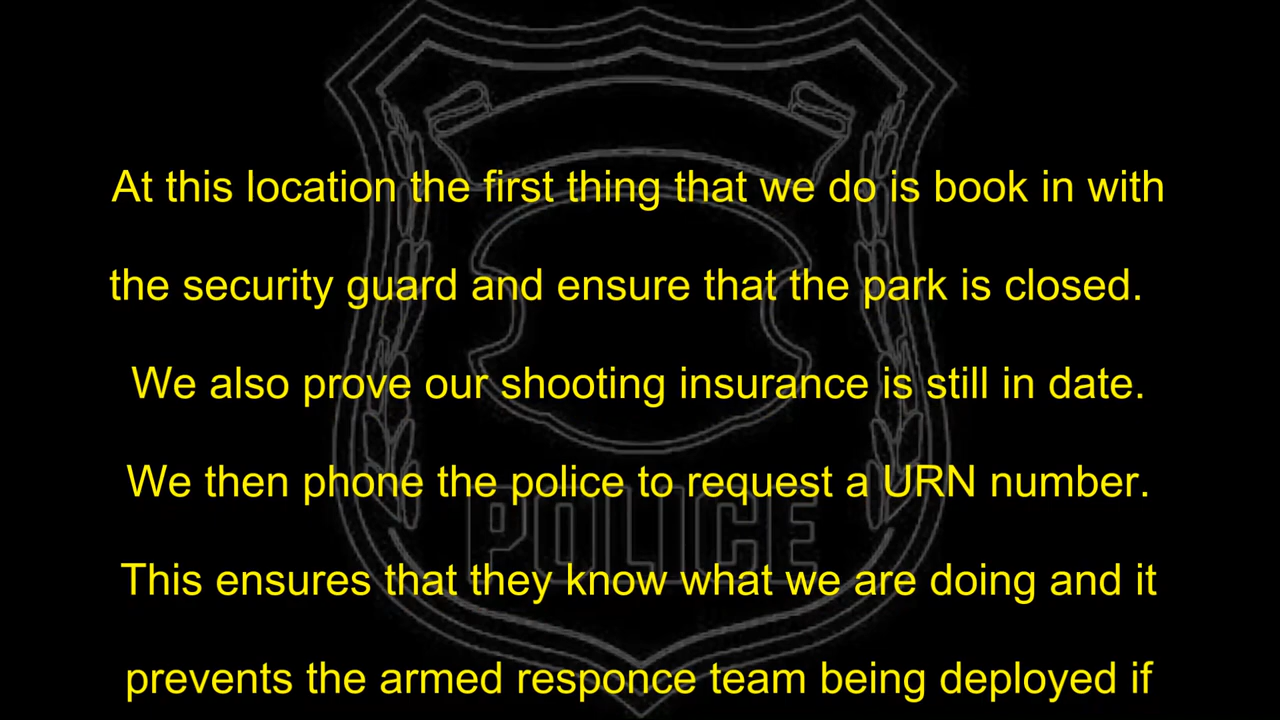 At this location the first thing that we do is book in with
the security guard and ensure that the park is closed.
We also prove our shooting insurance is still in date.
We then phone the police to request a URN number.
POLICE
This ensures that they know what we are doing and it
prevents the armed responce team being deployed if